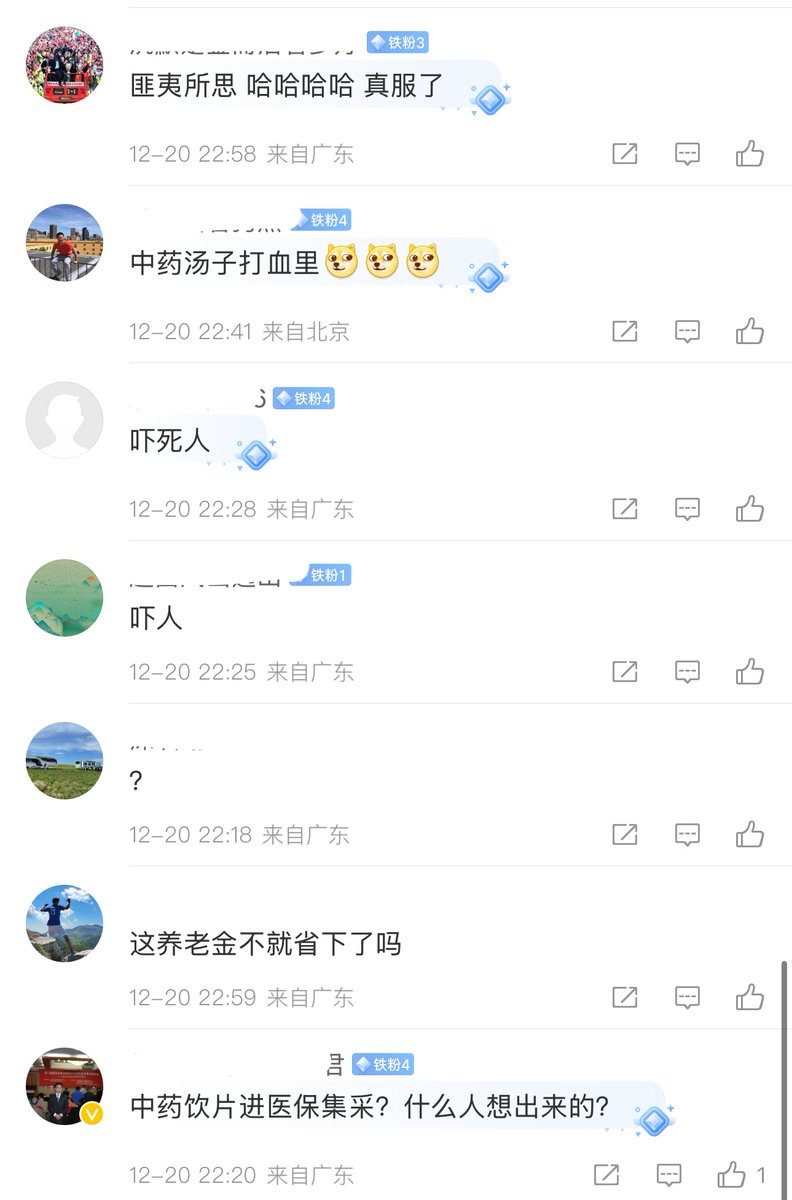 铁粉3
匪夷所思 哈哈哈哈 真服了
12-20 22:58 来自广东
铁粉4
中药汤子打血里
12-20 22:41 来自北京
铁粉4
吓死人
12-20 22:28 来自广东
铁粉1
吓人
12-20 22:25 来自广东
?
12-20 22:18 来自广东
这养老金不就省下了吗
12-20 22:59 来自广东
铁粉4
中药饮片进医保集采？什么人想出来的？
12-20 22:20 来自广东
1